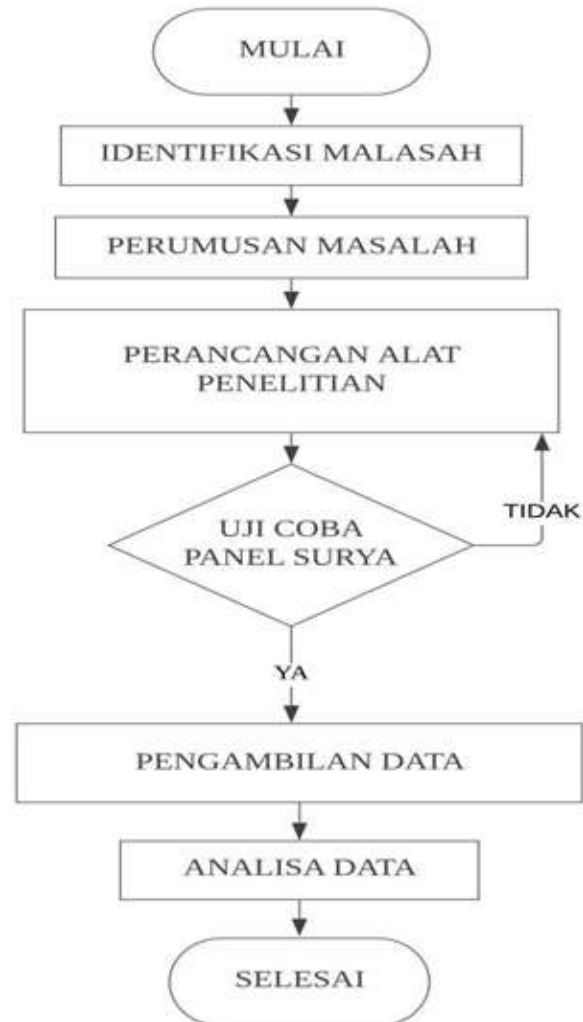 MULAI
IDENTIFIKASI MALASAH
PERUMUSAN MASALAH
PERANCANGAN ALAT
PENELITIAN
UJI COBA
PANEL SURYA
TIDAK
YA
PENGAMBILAN DATA
ANALISA DATA
SELESAI